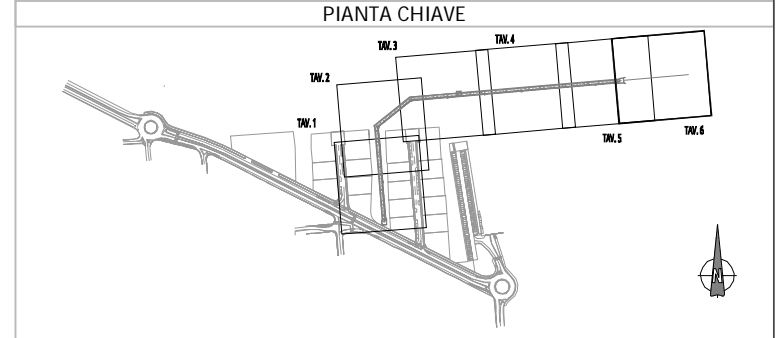 PIANTA CHIAVE
TAV. 4
TAV. 3
TAV. 2
TAV. 1
TAV. 5
TAV. 6
N